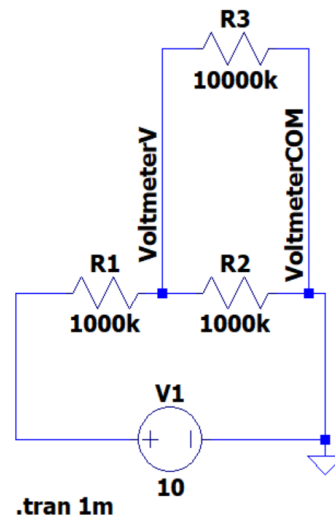 R3
10000k
VoltmeterV
VoltmeterCOM
R1
R2
1000k
1000k
V1
10
.tran 1m